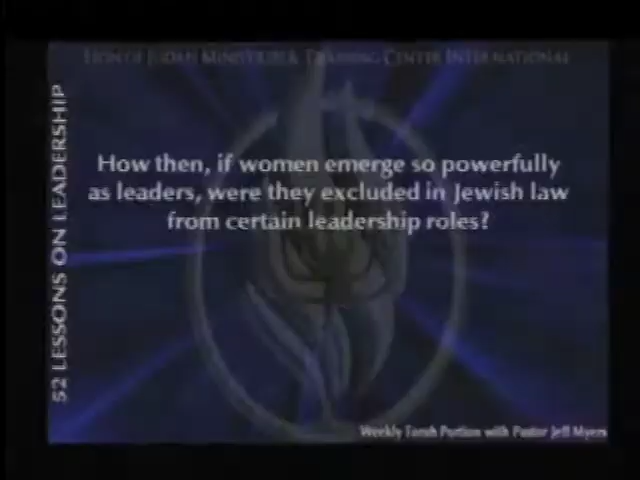 Lion of Judah Ministries & Training Center International
52 LESSONS ON LEADERSHIP
How then, if women emerge so powerfully
as leaders, were they excluded in Jewish law
from certain leadership roles?
Weekly Torah Portion with Pastor Jeff Myers